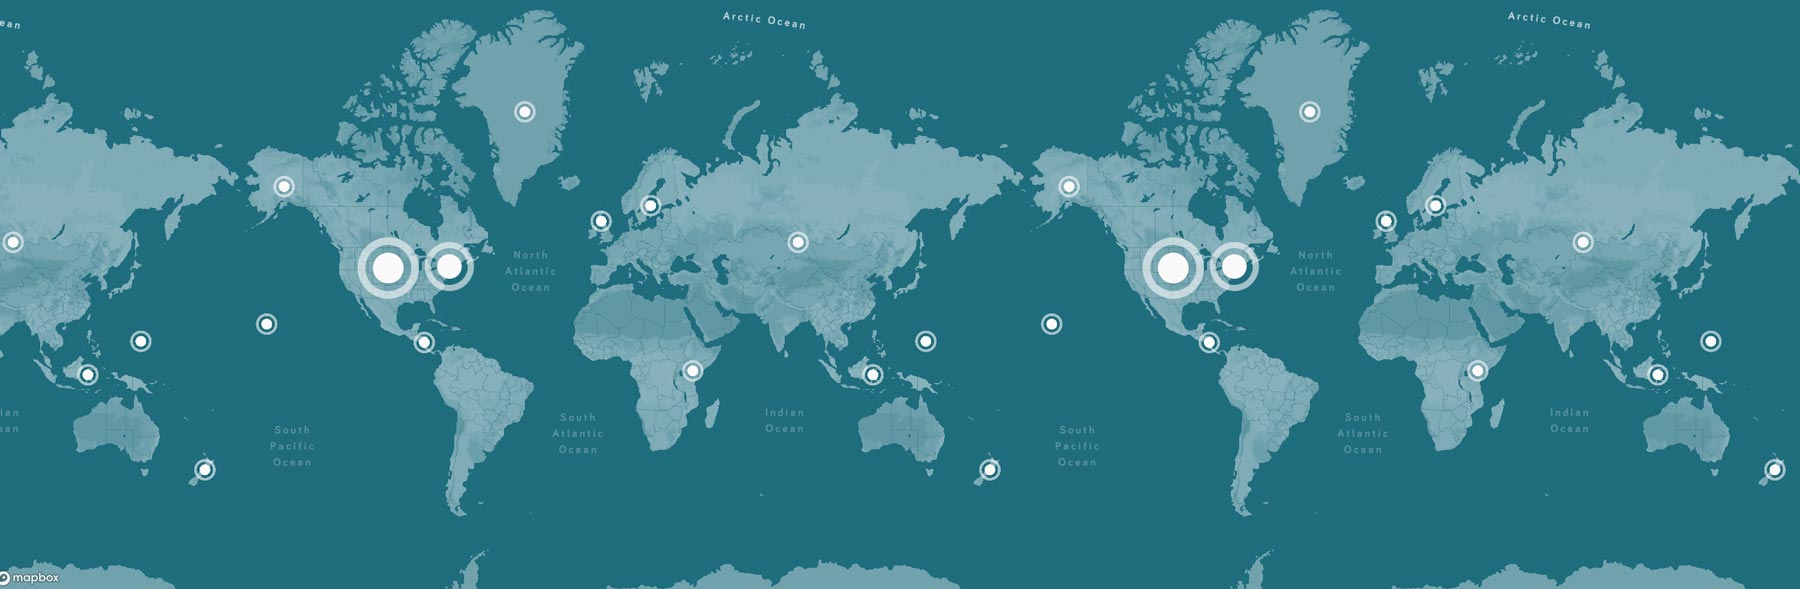 ean
Arctic Ocean
Arctic Ocean
North
Atlantic
Ocean
North
Atlantic
Ocean
ian
ean
South
Pacific
Ocean
South
Atlantic
Ocean
Indian
Ocean
South
Pacific
Ocean
South
Atlantic
Ocean
Indian
Ocean
mapbox